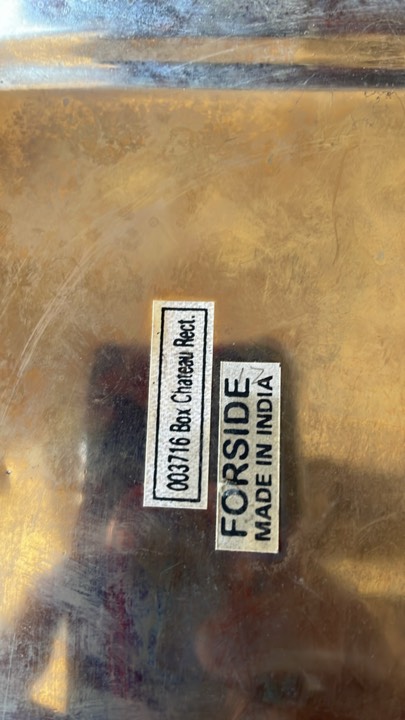 003716 Box Chateau Rect.
FORSIDE
MADE IN INDIA